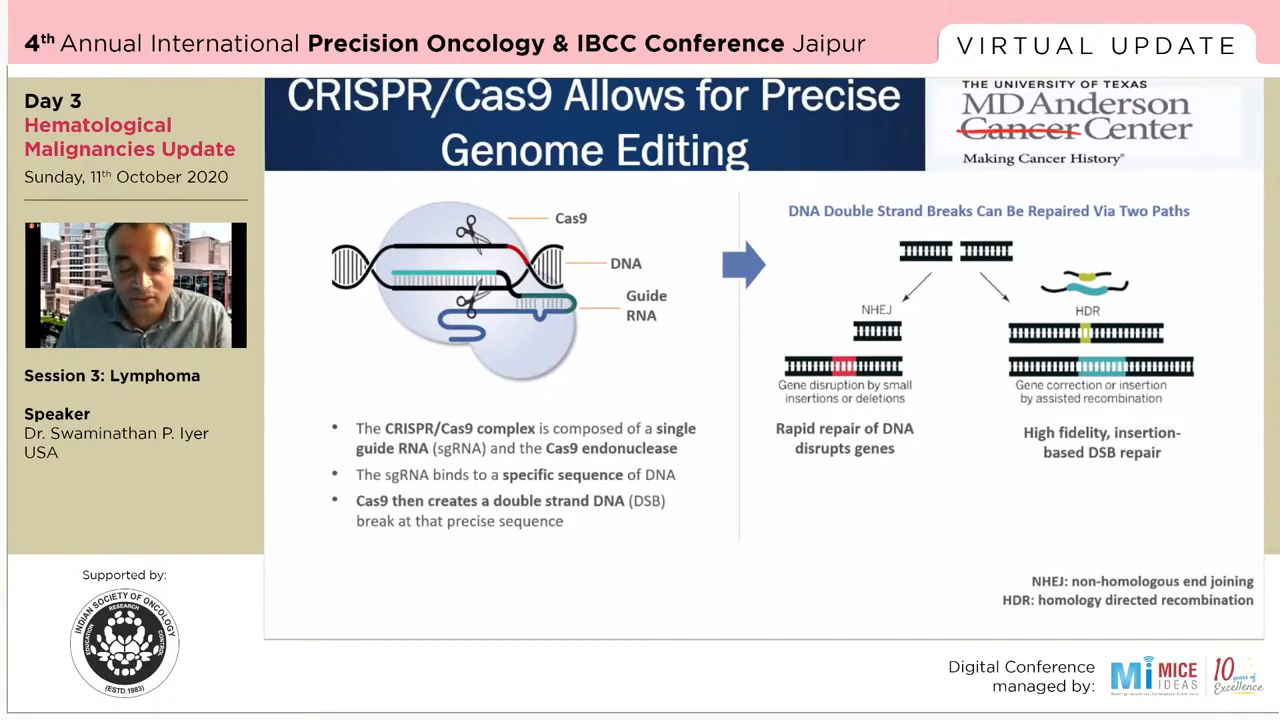 4th Annual International Precision Oncology & IBCC Conference Jaipur
VIRTUAL UPDATE
Day 3
Hematological
Malignancies Update
Sunday, 11th October 2020
Session 3: Lymphoma
Speaker
Dr. Swaminathan P. Iyer
USA
Supported by:
INDIAN SOCIETY OF ONCOLOGY
RESEARCH
EDUCATION
CONTROL
(ESTD.1983)
CRISPR/Cas9 Allows for Precise
Genome Editing
THE UNIVERSITY OF TEXAS
MD Anderson
Cancer Center
Making Cancer History®
Cas9
DNA
Guide
RNA
• The CRISPR/Cas9 complex is composed of a single
guide RNA (sgRNA) and the Cas9 endonuclease
• The sgRNA binds to a specific sequence of DNA
• Cas9 then creates a double strand DNA (DSB)
break at that precise sequence
DNA Double Strand Breaks Can Be Repaired Via Two Paths
NHEJ
Gene disruption by small
insertions or deletions
Rapid repair of DNA
disrupts genes
HDR
Gene correction or insertion
by assisted recombination
High fidelity, insertion-
based DSB repair
NHEJ: non-homologous end joining
HDR: homology directed recombination
Digital Conference
managed by:
Mi MICE
IDEAS
10 years of
Excellence